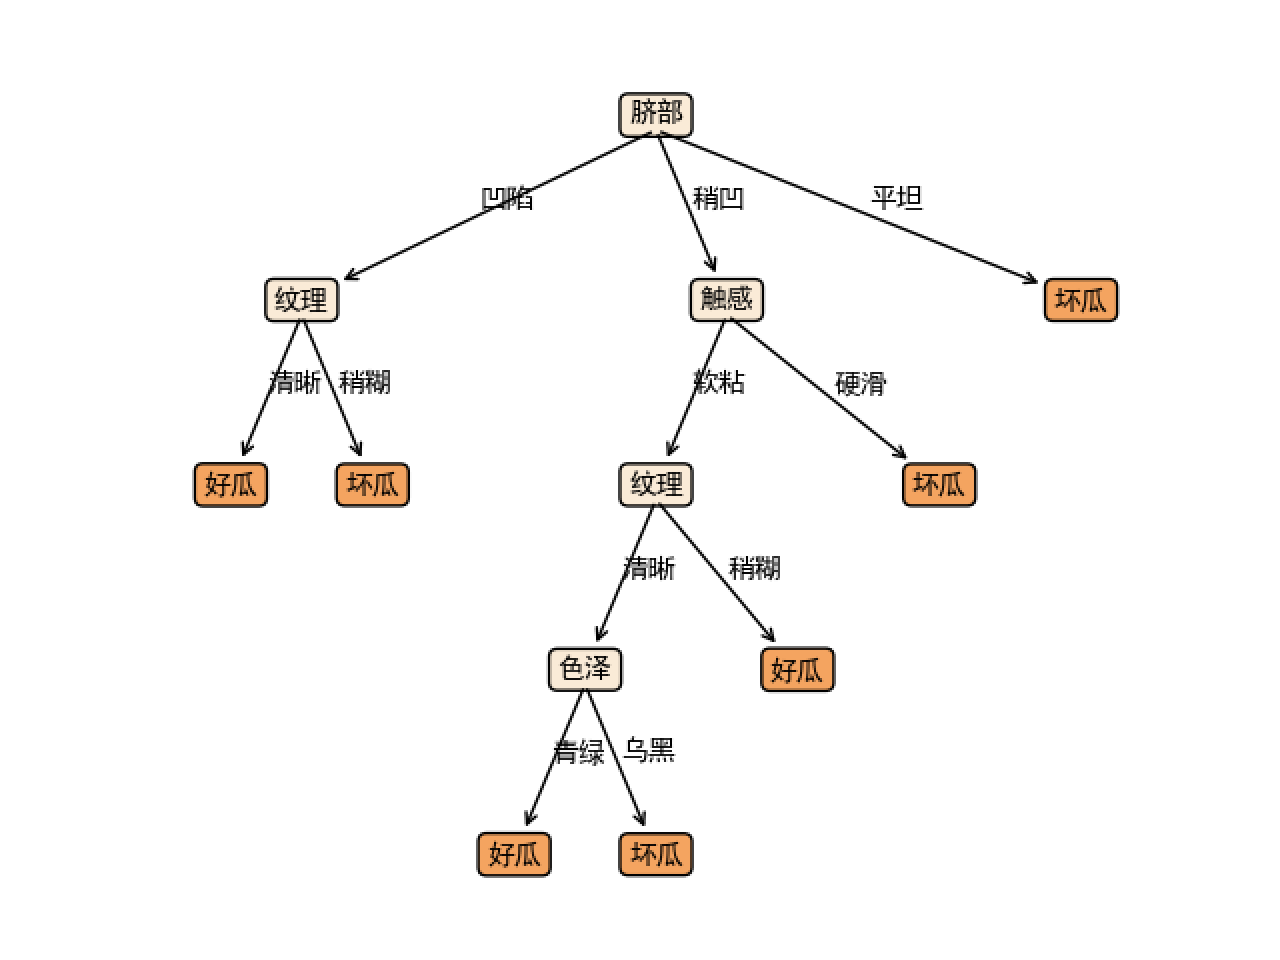 脐部
凹陷 稍凹 平坦
纹理 触感 坏瓜
清晰 稍糊 软粘 硬滑
好瓜 坏瓜 纹理 坏瓜
清晰 稍糊
色泽 好瓜
青绿 乌黑
好瓜 坏瓜